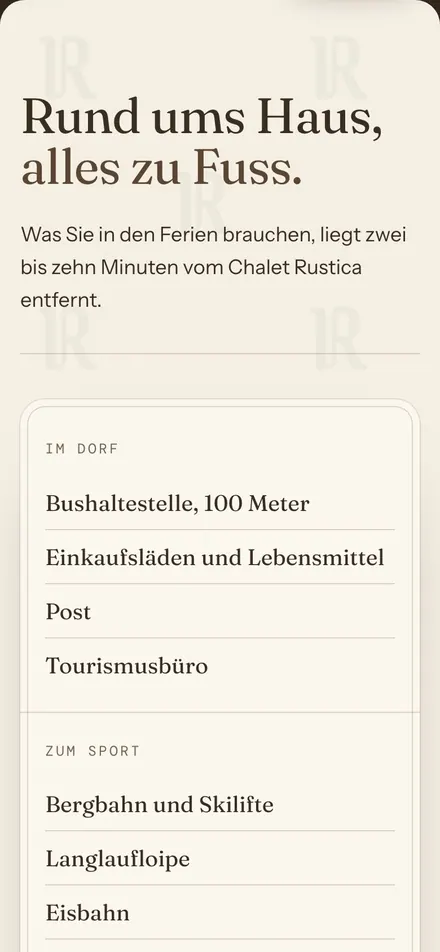 Rund ums Haus,
alles zu Fuss.
Was Sie in den Ferien brauchen, liegt zwei
bis zehn Minuten vom Chalet Rustica
entfernt.
IM DORF
Bushaltestelle, 100 Meter
Einkaufsläden und Lebensmittel
Post
Tourismusbüro
ZUM SPORT
Bergbahn und Skilifte
Langlaufloipe
Eisbahn